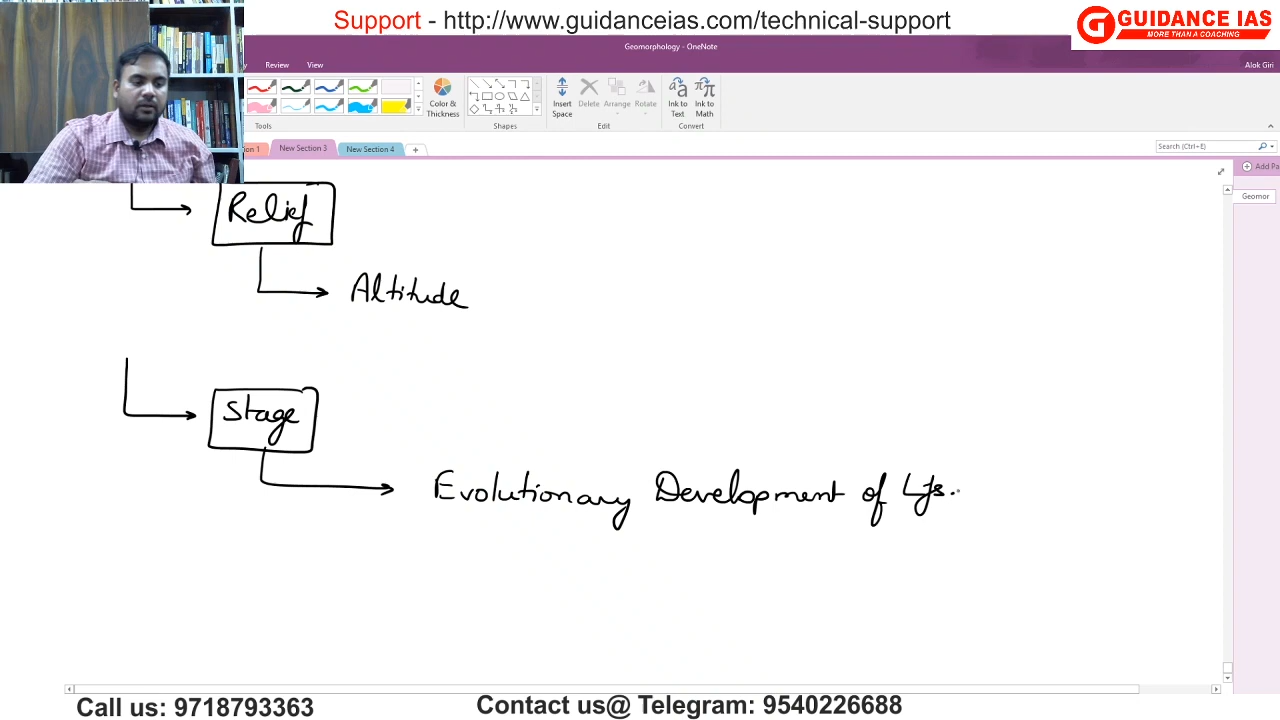 Support - http://www.guidanceias.com/technical-support
GUIDANCE IAS
MORE THAN A COACHING
Geomorphology - OneNote
Review View
Alok Giri
Color & Thickness
Insert Space
Delete
Arrange
Rotate
Ink to Text
Ink to Math
Tools
Shapes
Edit
Convert
New Section 3
New Section 4
Search (Ctrl+E)
Add Pa
Geomor
Relief
Altitude
Stage
Evolutionary Development of Lfs.
Call us: 9718793363
Contact us@ Telegram: 9540226688